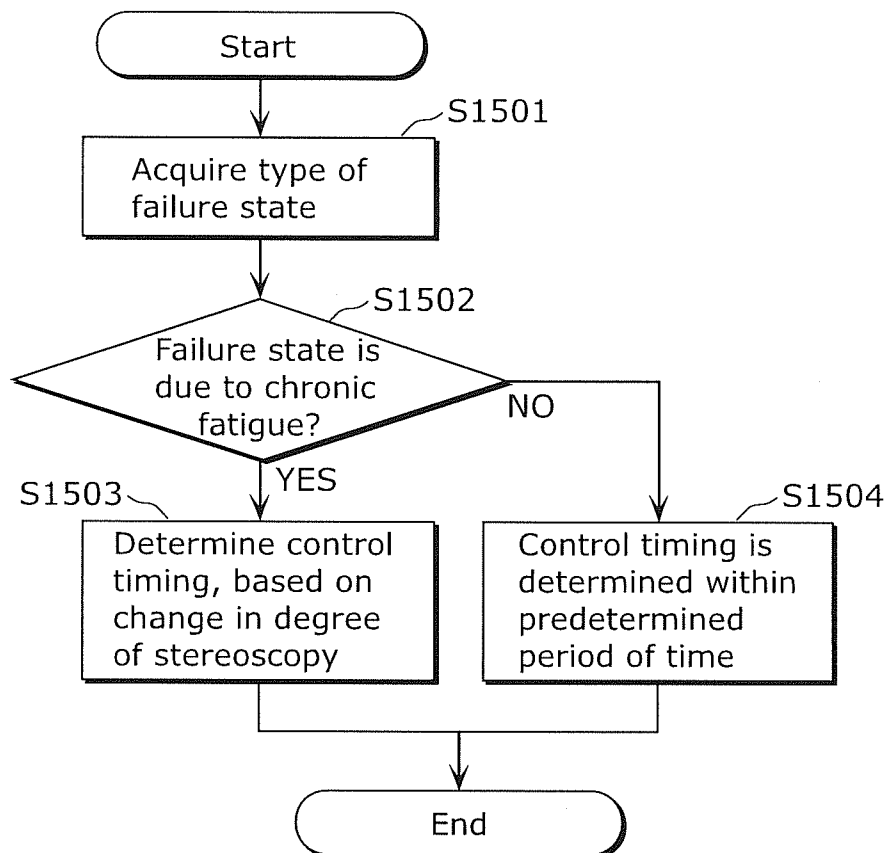 Start
S1501
Acquire type of
failure state
S1502
Failure state is
due to chronic
fatigue?
NO
YES
S1503
Determine control
timing, based on
change in degree
of stereoscopy
S1504
Control timing is
determined within
predetermined
period of time
End